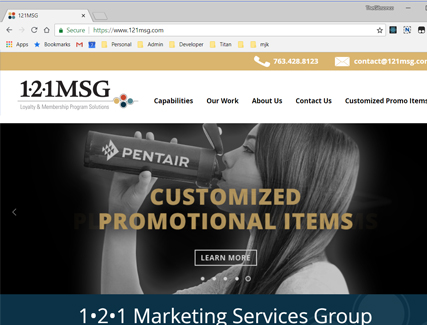 121MSG
Secure
https://www.121msg.com
Apps
Bookmarks
Personal
Admin
Developer
Titan
mjk
763.428.8123
contact@121msg.co
1·2·1MSG
Loyalty & Membership Program Solutions
Capabilities
Our Work
About Us
Contact Us
Customized Promo Items
PENTAIR
CUSTOMIZED
PROMOTIONAL ITEMS
LEARN MORE
1•2•1 Marketing Services Group